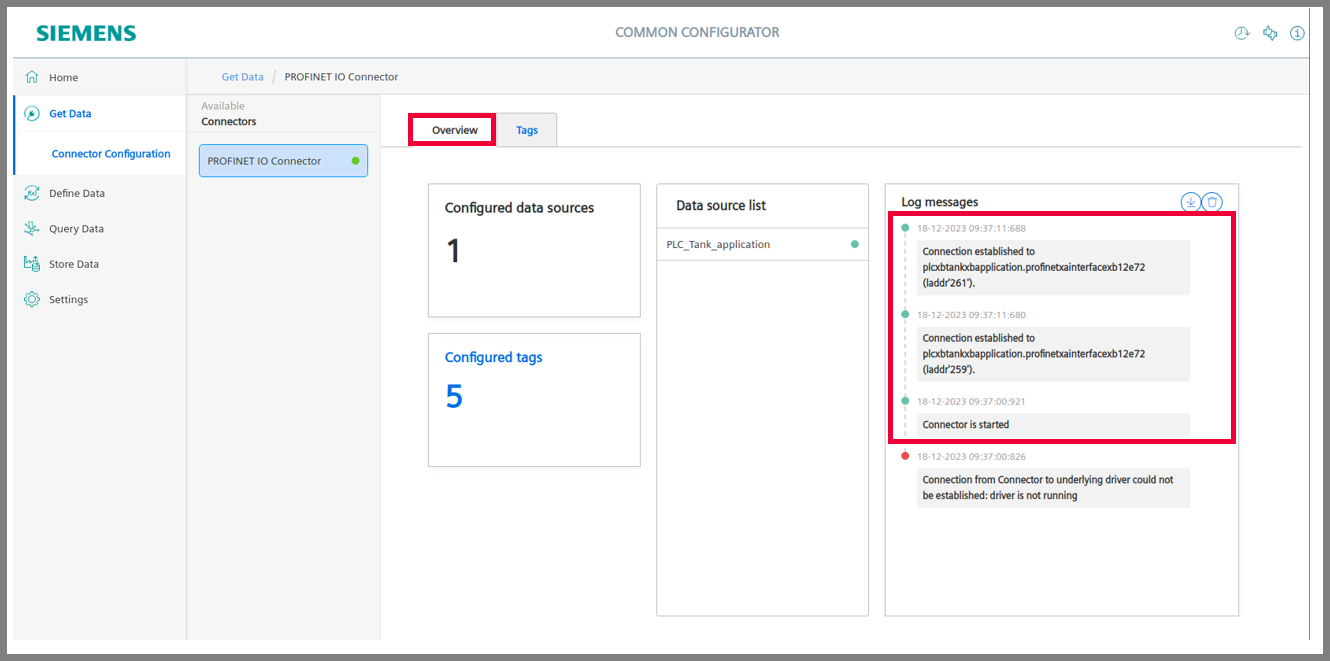 SIEMENS
COMMON CONFIGURATOR
Home
Get Data
Connector Configuration
Define Data
Query Data
Store Data
Settings
Get Data / PROFINET IO Connector
Available
Connectors
PROFINET IO Connector
Overview
Tags
Configured data sources
1
Configured tags
5
Data source list
PLC_Tank_application
Log messages
18-12-2023 09:37:11:688
Connection established to
plcxbtankxbapplication.profinetxainterfacexb12e72
(laddr'261').
18-12-2023 09:37:11:680
Connection established to
plcxbtankxbapplication.profinetxainterfacexb12e72
(laddr'259').
18-12-2023 09:37:00:921
Connector is started
18-12-2023 09:37:00:826
Connection from Connector to underlying driver could not
be established: driver is not running